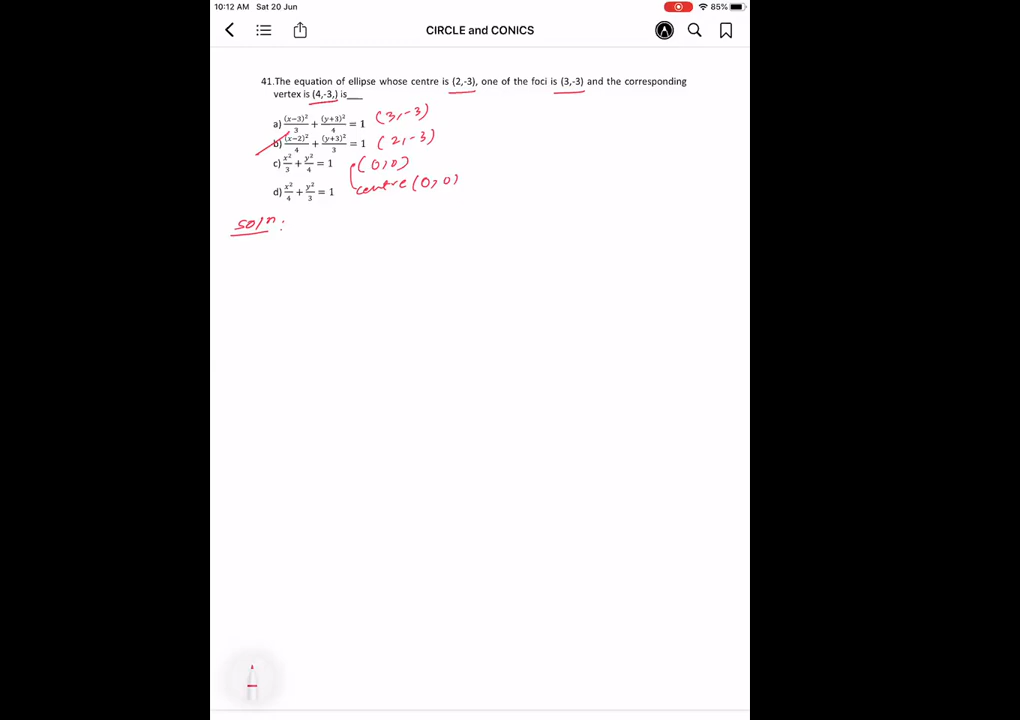 10:12 AM Sat 20 Jun 85%
CIRCLE and CONICS
41.The equation of ellipse whose centre is (2,-3), one of the foci is (3,-3) and the corresponding
vertex is (4,-3,) is___
a) (x−3)²/3 + (y+3)²/4 = 1 (3,-3)
b) (x−2)²/4 + (y+3)²/3 = 1 (2,-3)
c) x²/3 + y²/4 = 1 (0,0)
centre (0,0)
d) x²/4 + y²/3 = 1
Solⁿ: